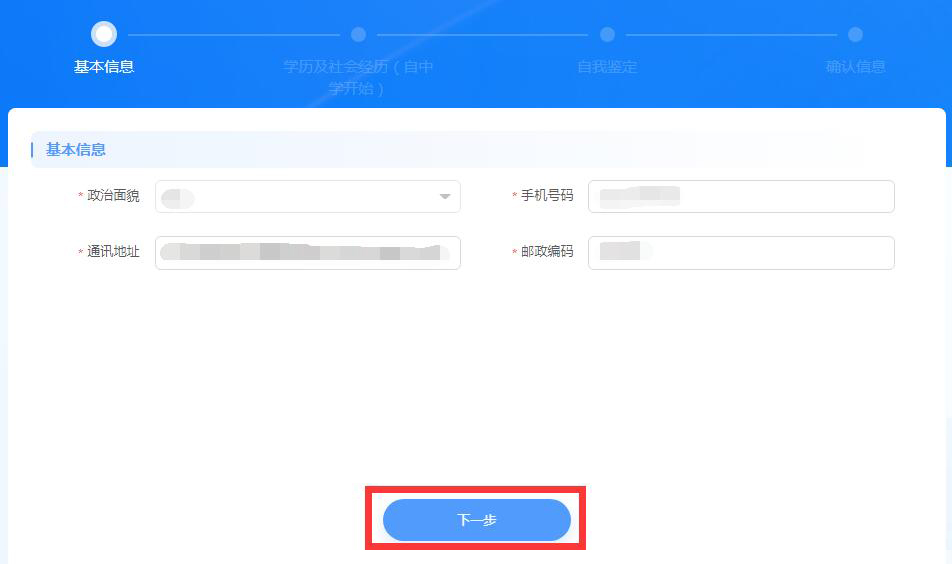 基本信息
学历及社会经历（自中
学开始）
自我鉴定
确认信息
基本信息
*政治面貌
*手机号码
*通讯地址
*邮政编码
下一步